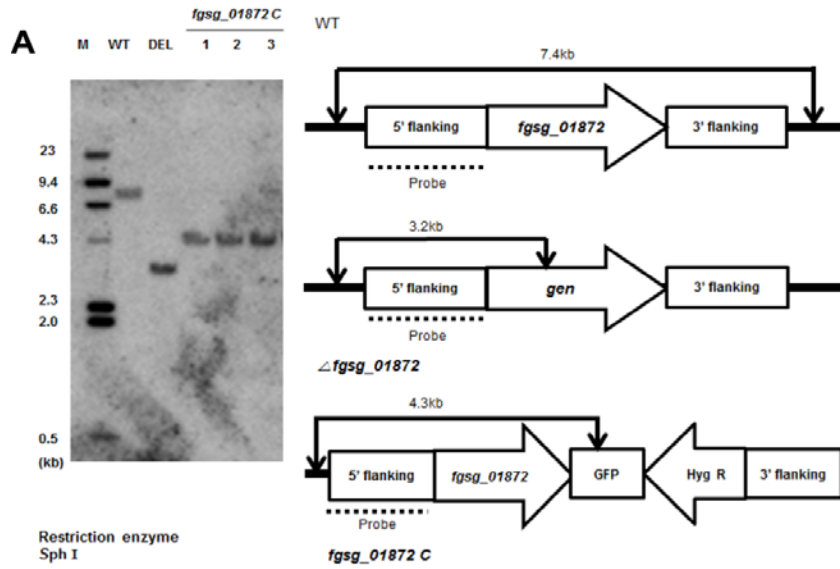 A
fgsg_01872 C
M WT DEL 1 2 3
23
9.4
6.6
4.3
2.3
2.0
0.5
(kb)
Restriction enzyme
Sph I
WT
7.4kb
5' flanking fgsg_01872 3' flanking
Probe
3.2kb
5' flanking gen 3' flanking
Probe
∠fgsg_01872
4.3kb
5' flanking fgsg_01872 GFP Hyg R 3' flanking
Probe
fgsg_01872 C